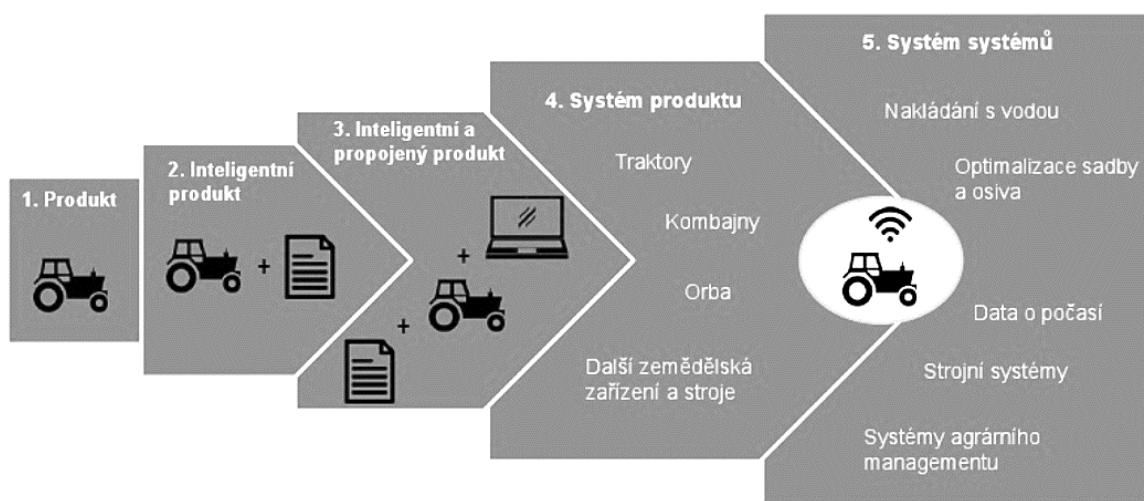 1. Produkt
2. Inteligentní
produkt
+
3. Inteligentní a
propojený produkt
+
+
4. Systém produktu
Traktory
Kombajny
Orba
Další zemědělská
zařízení a stroje
5. Systém systémů
Nakládání s vodou
Optimalizace sadby
a osiva
Data o počasí
Strojní systémy
Systémy agrárního
managementu